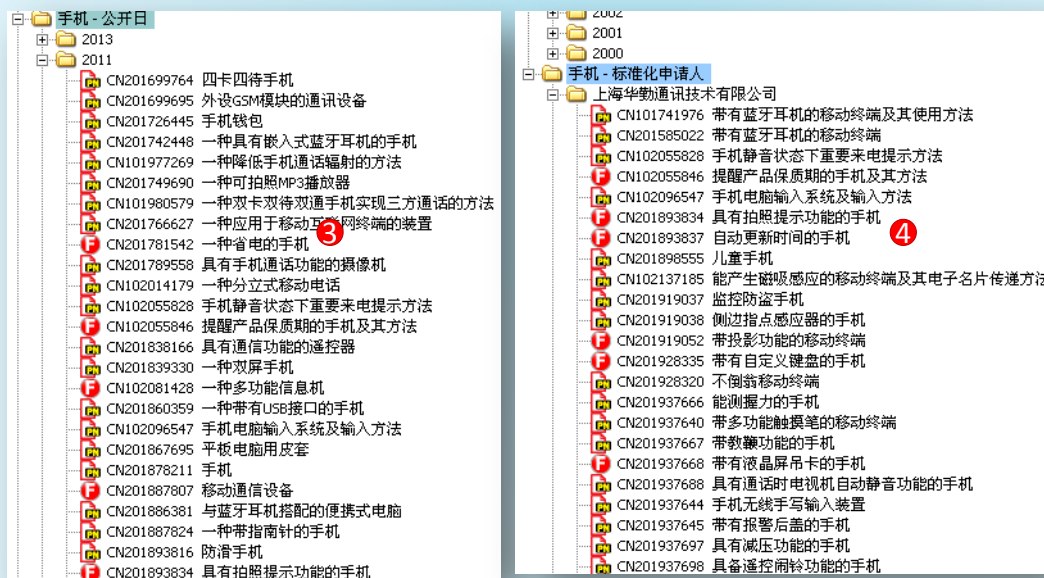 手机 - 公开日
2013
2011
CN201699764 四卡四待手机
CN201699695 外设GSM模块的通讯设备
CN201726445 手机钱包
CN201742448 一种具有嵌入式蓝牙耳机的手机
CN101977269 一种降低手机通话辐射的方法
CN201749690 一种可拍照MP3播放器
CN101980579 一种双卡双待双通手机实现三方通话的方法
CN201766627 一种应用于移动互联网终端的装置
CN201781542 一种省电的手机
❸
CN201789558 具有手机通话功能的摄像机
CN102014179 一种分立式移动电话
CN102055828 手机静音状态下重要来电提示方法
CN102055846 提醒产品保质期的手机及其方法
CN201838166 具有通信功能的遥控器
CN201839330 一种双屏手机
CN102081428 一种多功能信息机
CN201860359 一种带有USB接口的手机
CN102096547 手机电脑输入系统及输入方法
CN201867695 平板电脑用皮套
CN201878211 手机
CN201887807 移动通信设备
CN201886381 与蓝牙耳机搭配的便携式电脑
CN201887824 一种带指南针的手机
CN201893816 防滑手机
CN201893834 具有拍照提示功能的手机
2002
2001
2000
手机 - 标准化申请人
上海华勤通讯技术有限公司
CN101741976 带有蓝牙耳机的移动终端及其使用方法
CN201585022 带有蓝牙耳机的移动终端
CN102055828 手机静音状态下重要来电提示方法
CN102055846 提醒产品保质期的手机及其方法
CN102096547 手机电脑输入系统及输入方法
CN201893834 具有拍照提示功能的手机
CN201893837 自动更新时间的手机
❹
CN201898555 儿童手机
CN102137185 能产生磁吸感应的移动终端及其电子名片传递方法
CN201919037 监控防盗手机
CN201919038 侧边指点感应器的手机
CN201919052 带投影功能的移动终端
CN201928335 带有自定义键盘的手机
CN201928320 不倒翁移动终端
CN201937666 能测握力的手机
CN201937640 带多功能触摸笔的移动终端
CN201937667 带教鞭功能的手机
CN201937668 带有液晶屏吊卡的手机
CN201937688 具有通话时电视机自动静音功能的手机
CN201937644 手机无线手写输入装置
CN201937645 带有报警后盖的手机
CN201937697 具有减压功能的手机
CN201937698 具备遥控闹铃功能的手机